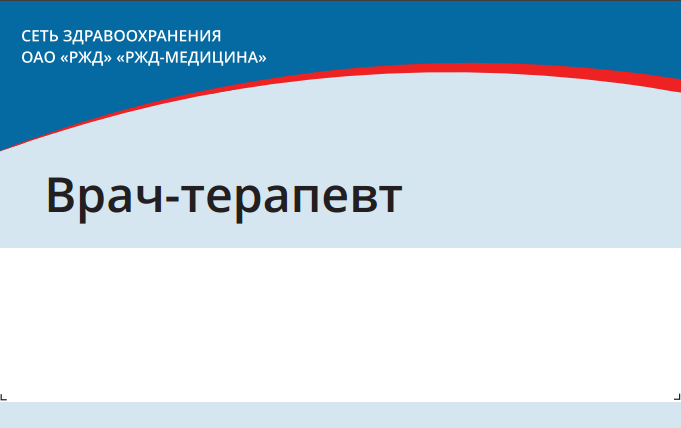 СЕТЬ ЗДРАВООХРАНЕНИЯ
ОАО «РЖД» «РЖД-МЕДИЦИНА»
Врач-терапевт